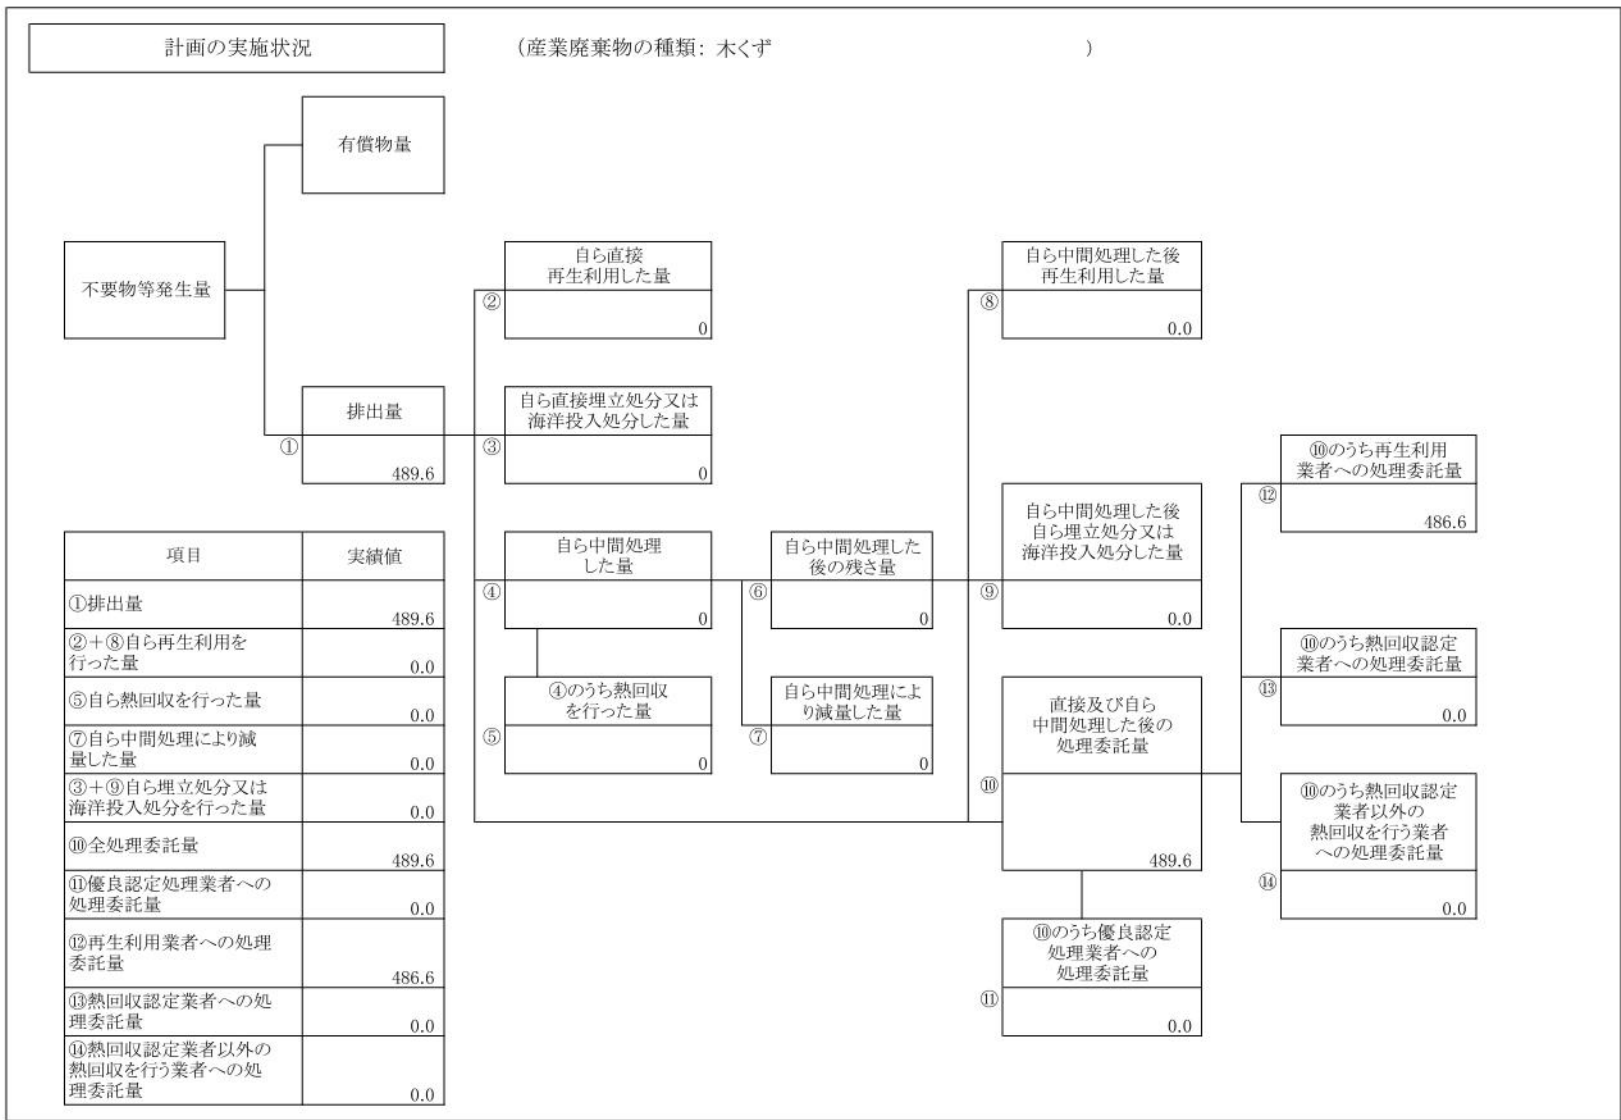 計画の実施状況
(産業廃棄物の種類: 木くず )
有償物量
不要物等発生量
自ら直接
再生利用した量
②
0
自ら中間処理した後
再生利用した量
⑧
0.0
排出量
①
489.6
自ら直接埋立処分又は
海洋投入処分した量
③
0
⑩のうち再生利用
業者への処理委託量
⑫
486.6
自ら中間処理した後
自ら埋立処分又は
海洋投入処分した量
⑨
0.0
自ら中間処理
した量
④
0
自ら中間処理した
後の残さ量
⑥
0
⑩のうち熱回収認定
業者への処理委託量
⑬
0.0
④のうち熱回収
を行った量
⑤
0
自ら中間処理によ
り減量した量
⑦
0
直接及び自ら
中間処理した後の
処理委託量
⑩
489.6
⑩のうち熱回収認定
業者以外の
熱回収を行う業者
への処理委託量
⑭
0.0
⑩のうち優良認定
処理業者への
処理委託量
⑪
0.0
項目 実績値
①排出量
489.6
②+⑧自ら再生利用を
行った量
0.0
⑤自ら熱回収を行った量
0.0
⑦自ら中間処理により減
量した量
0.0
③+⑨自ら埋立処分又は
海洋投入処分を行った量
0.0
⑩全処理委託量
489.6
⑪優良認定処理業者への
処理委託量
0.0
⑫再生利用業者への処理
委託量
486.6
⑬熱回収認定業者への処
理委託量
0.0
⑭熱回収認定業者以外の
熱回収を行う業者への処
理委託量
0.0